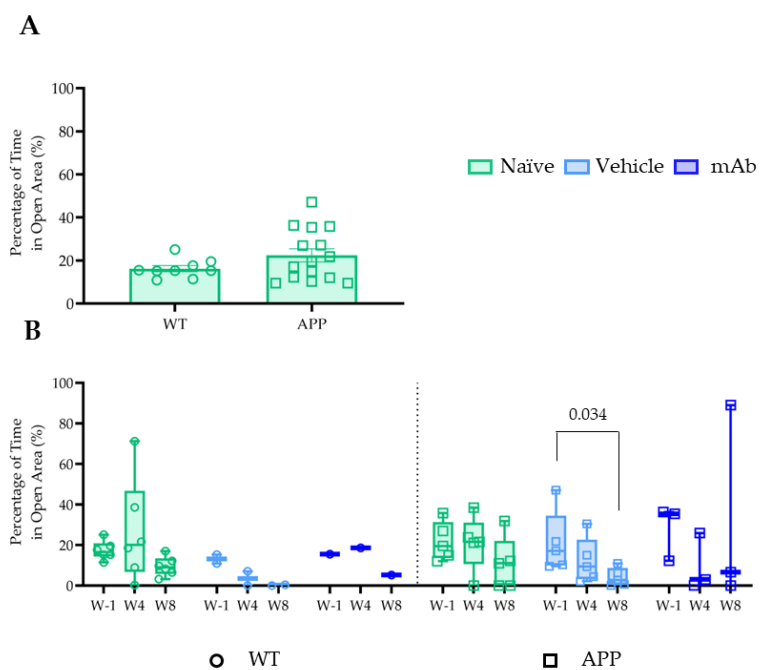 A
Percentage of Time
in Open Area (%)
100
80
60
40
20
0
WT
APP
Naïve
Vehicle
mAb
B
Percentage of Time
in Open Area (%)
100
80
60
40
20
0
0.034
W-1 W4 W8 W-1 W4 W8 W-1 W4 W8 W-1 W4 W8 W-1 W4 W8 W-1 W4 W8
WT
APP